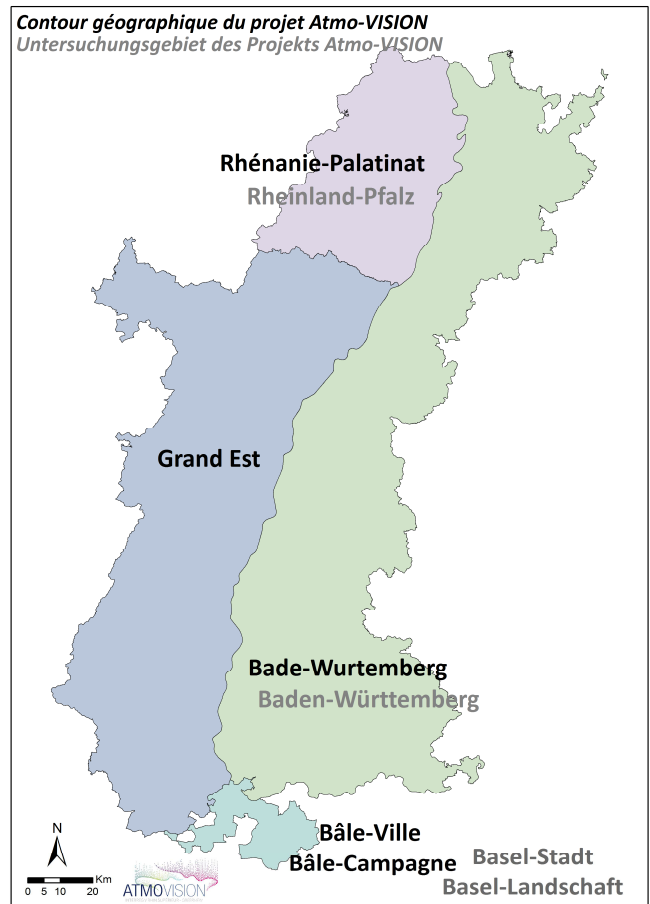 Contour géographique du projet Atmo-VISION
Untersuchungsgebiet des Projekts Atmo-VISION
Rhénanie-Palatinat
Rheinland-Pfalz
Grand Est
Bade-Wurtemberg
Baden-Württemberg
Bâle-Ville
Bâle-Campagne
Basel-Stadt
Basel-Landschaft
N
Km
0 5 10 20
ATMOVISION